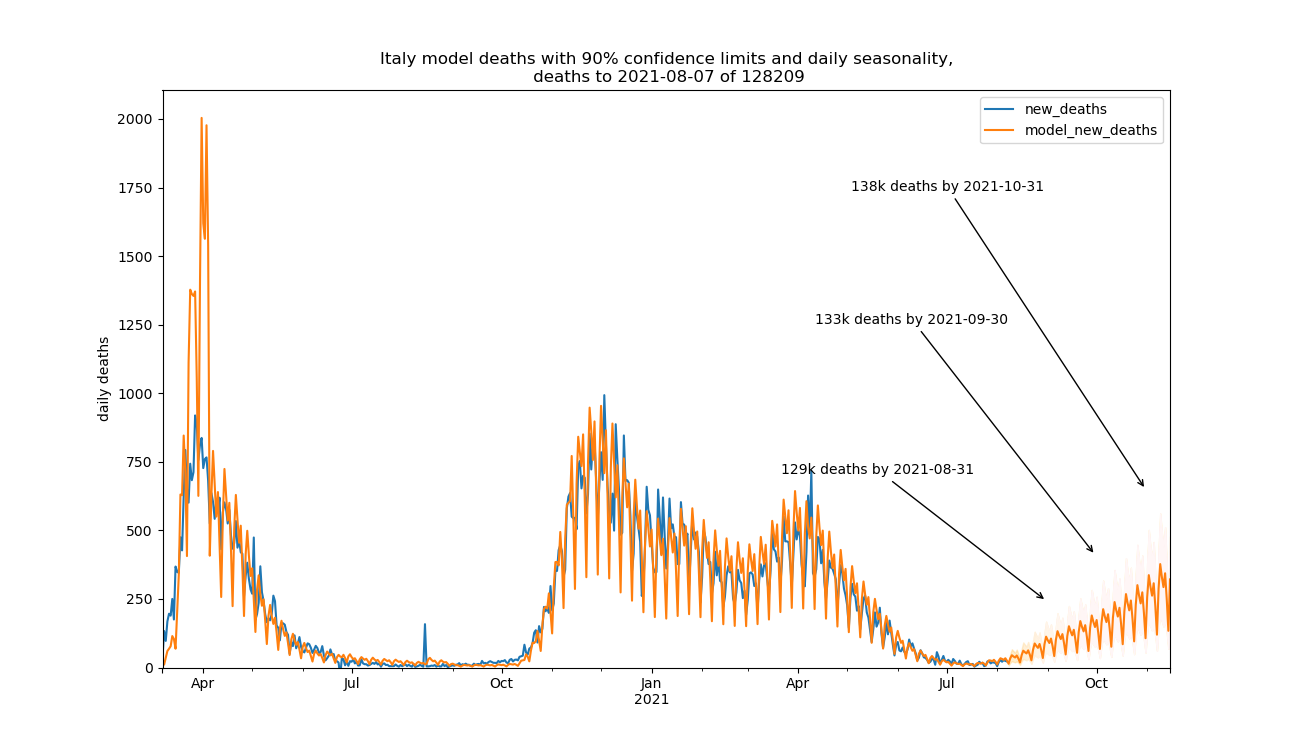 Italy model deaths with 90% confidence limits and daily seasonality,
deaths to 2021-08-07 of 128209
new_deaths
model_new_deaths
138k deaths by 2021-10-31
133k deaths by 2021-09-30
129k deaths by 2021-08-31
daily deaths
2000
1750
1500
1250
1000
750
500
250
0
Apr
Jul
Oct
Jan
2021
Apr
Jul
Oct